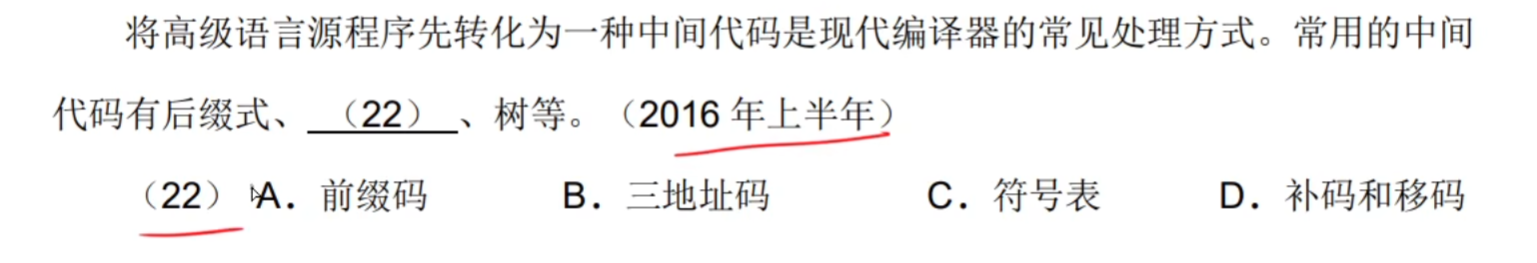 将高级语言源程序先转化为一种中间代码是现代编译器的常见处理方式。常用的中间
代码有后缀式、（22）、树等。（2016 年上半年）
（22） A．前缀码 B．三地址码 C．符号表 D．补码和移码